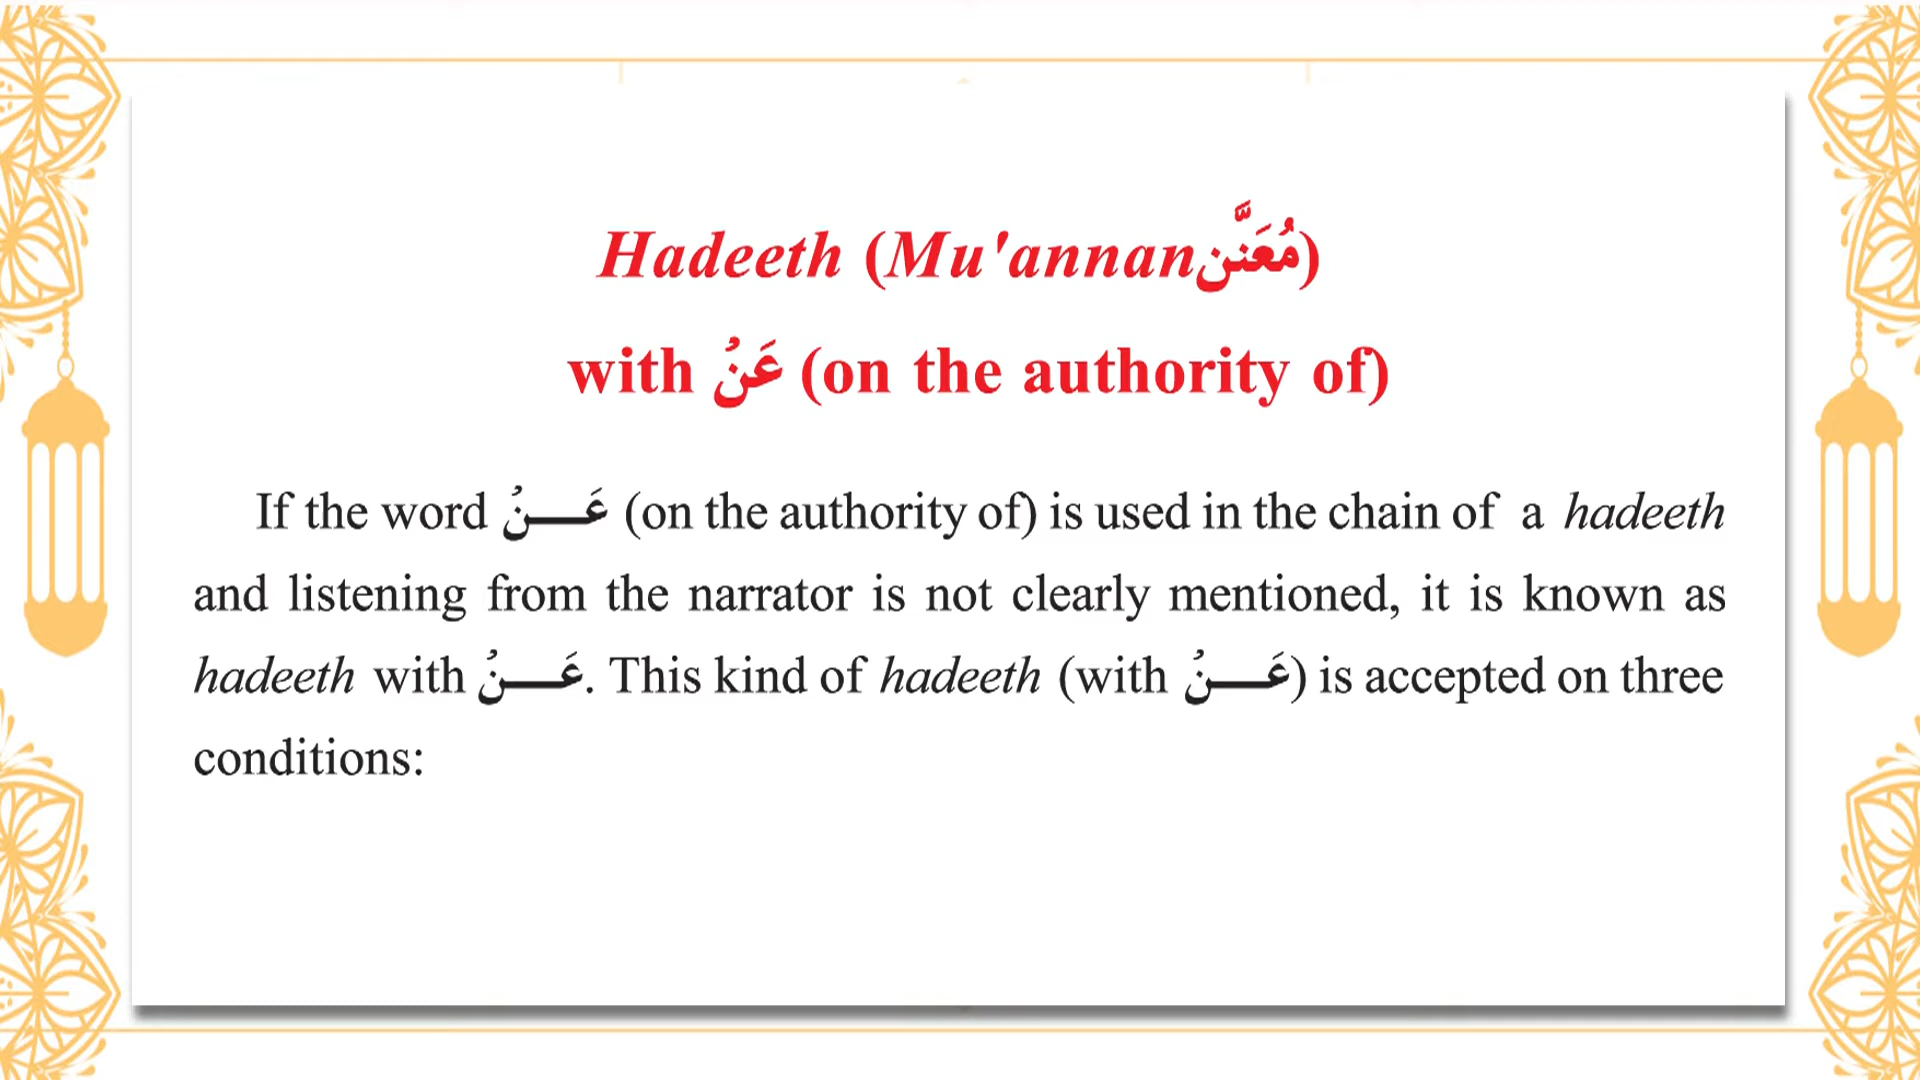 Hadeeth (Mu'annanمُعَنَّن)
with عَنُ (on the authority of)
If the word عَـــنُ (on the authority of) is used in the chain of a hadeeth
and listening from the narrator is not clearly mentioned, it is known as
hadeeth with عَـــنُ. This kind of hadeeth (with عَـــنُ) is accepted on three
conditions: